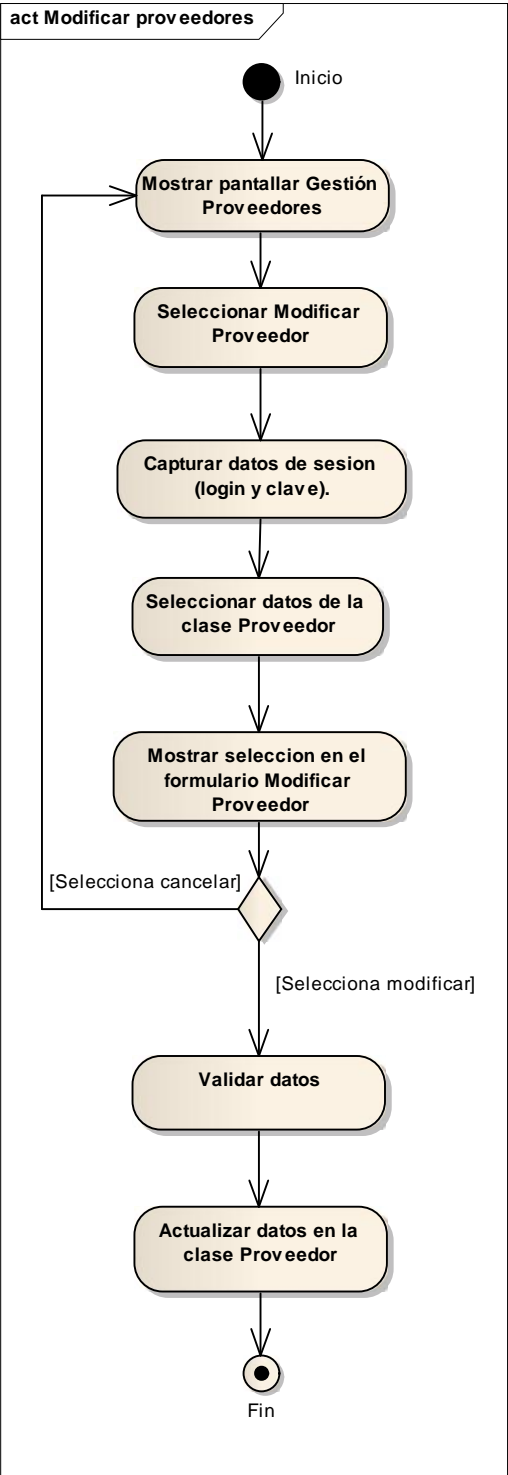 act Modificar proveedores
Inicio
Mostrar pantallar Gestión
Proveedores
Seleccionar Modificar
Proveedor
Capturar datos de sesion
(login y clave).
Seleccionar datos de la
clase Proveedor
Mostrar seleccion en el
formulario Modificar
Proveedor
[Selecciona cancelar]
[Selecciona modificar]
Validar datos
Actualizar datos en la
clase Proveedor
Fin